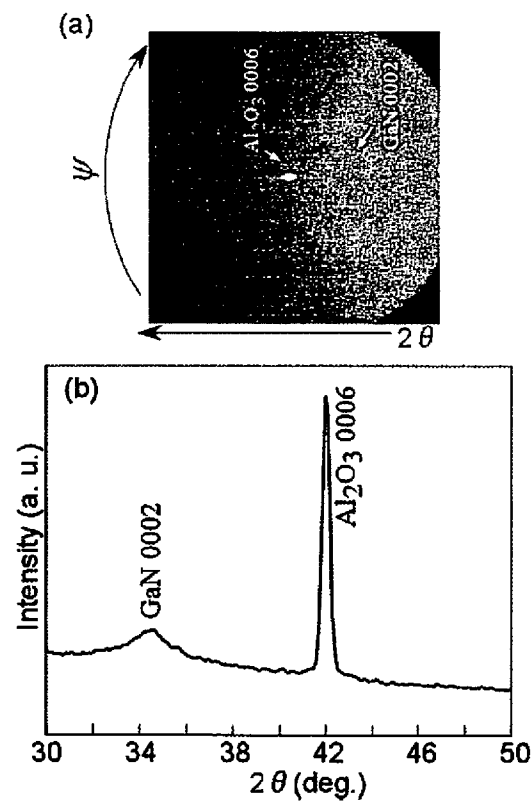 (a)
Al₂O₃ 0006
GaN 0002
ψ
2θ
(b)
Intensity (a. u.)
GaN 0002
Al₂O₃ 0006
30 34 38 42 46 50
2θ (deg.)